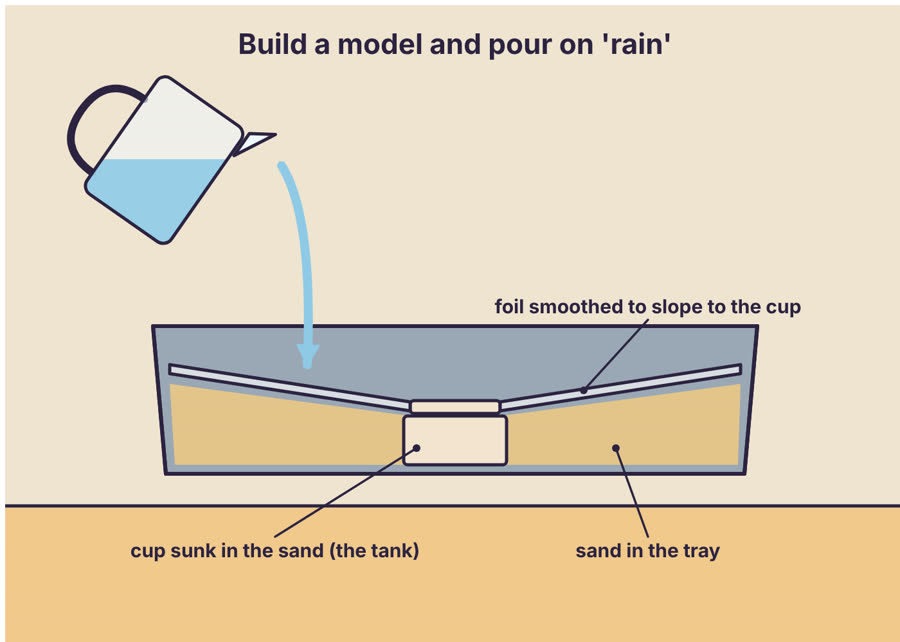 Build a model and pour on 'rain'
foil smoothed to slope to the cup
cup sunk in the sand (the tank)
sand in the tray